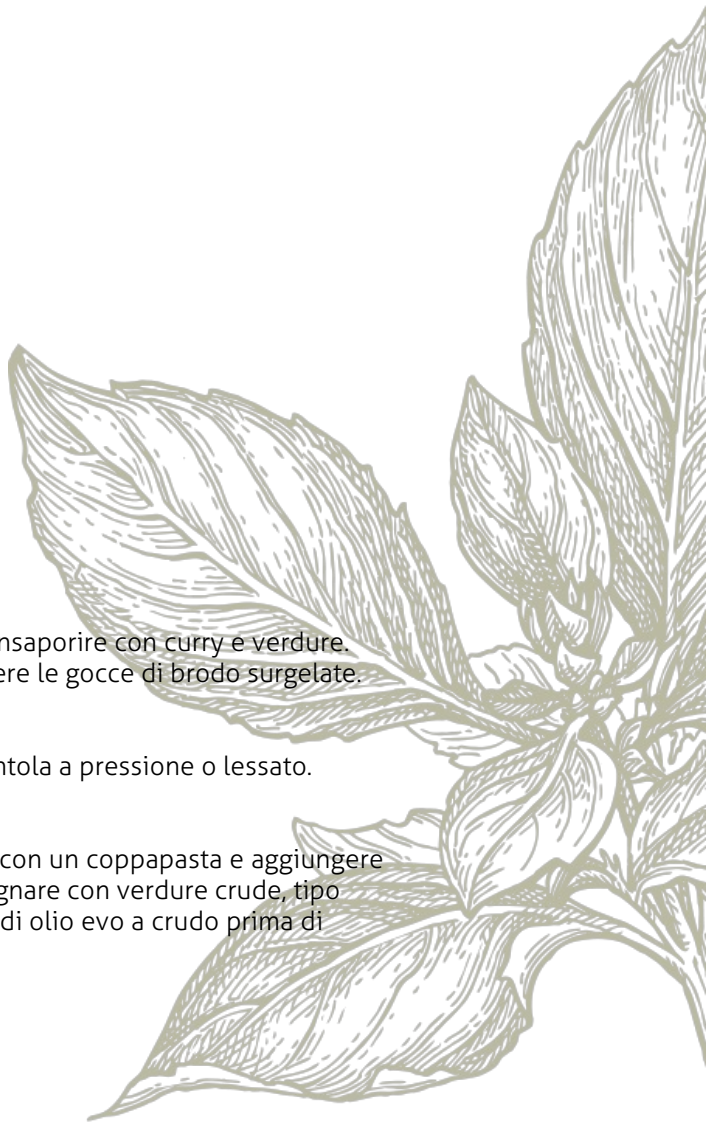 nsaporire con curry e verdure.
ere le gocce di brodo surgelate.
ntola a pressione o lessato.
con un coppapasta e aggiungere
gnare con verdure crude, tipo
di olio evo a crudo prima di